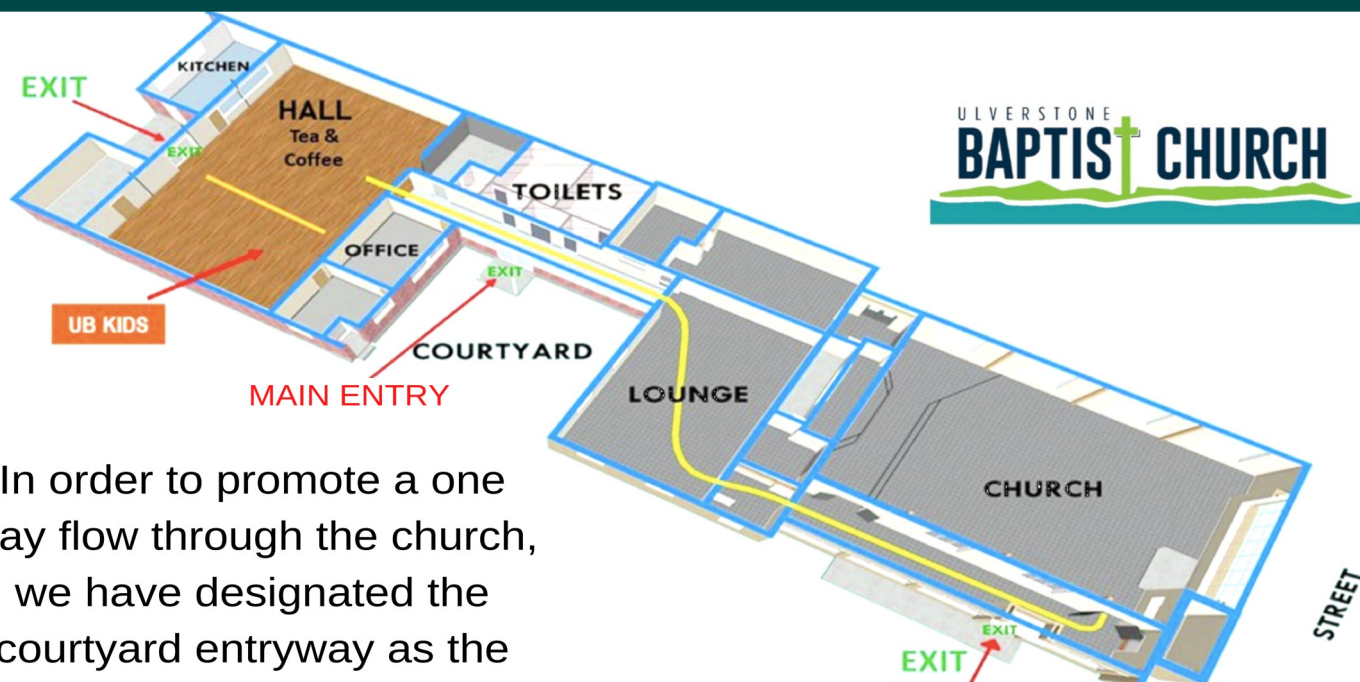 KITCHEN
EXIT
HALL
Tea &
Coffee
EXIT
ULVERSTONE
BAPTIST CHURCH
TOILETS
OFFICE
EXIT
UB KIDS
COURTYARD
MAIN ENTRY
LOUNGE
CHURCH
In order to promote a one
ay flow through the church,
we have designated the
courtyard entryway as the
STREET
EXIT
EXIT